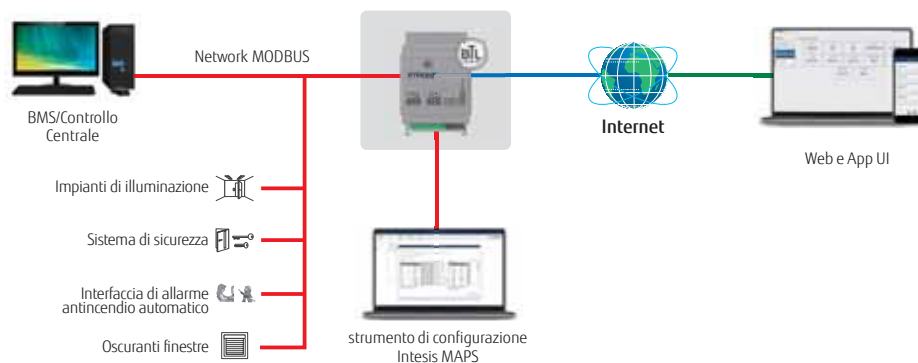 Network MODBUS
BTL
BMS/Controllo
Centrale
Internet
Web e App UI
Impianti di illuminazione
Sistema di sicurezza
Interfaccia di allarme
antincendio automatico
Oscuranti finestre
strumento di configurazione
Intesis MAPS